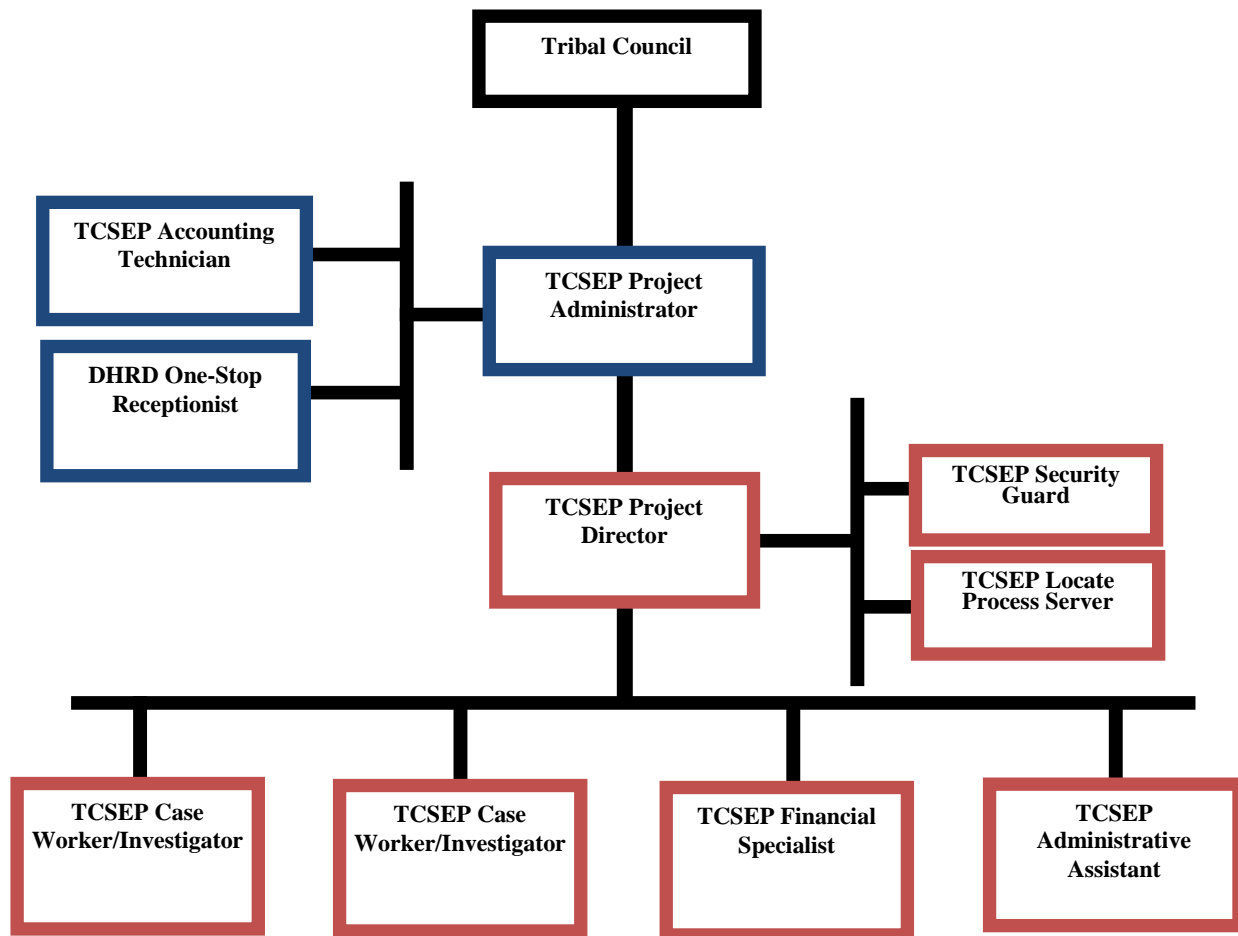 Tribal Council
TCSEP Accounting
Technician
TCSEP Project
Administrator
DHRD One-Stop
Receptionist
TCSEP Project
Director
TCSEP Security
Guard
TCSEP Locate
Process Server
TCSEP Case
Worker/Investigator
TCSEP Case
Worker/Investigator
TCSEP Financial
Specialist
TCSEP
Administrative
Assistant